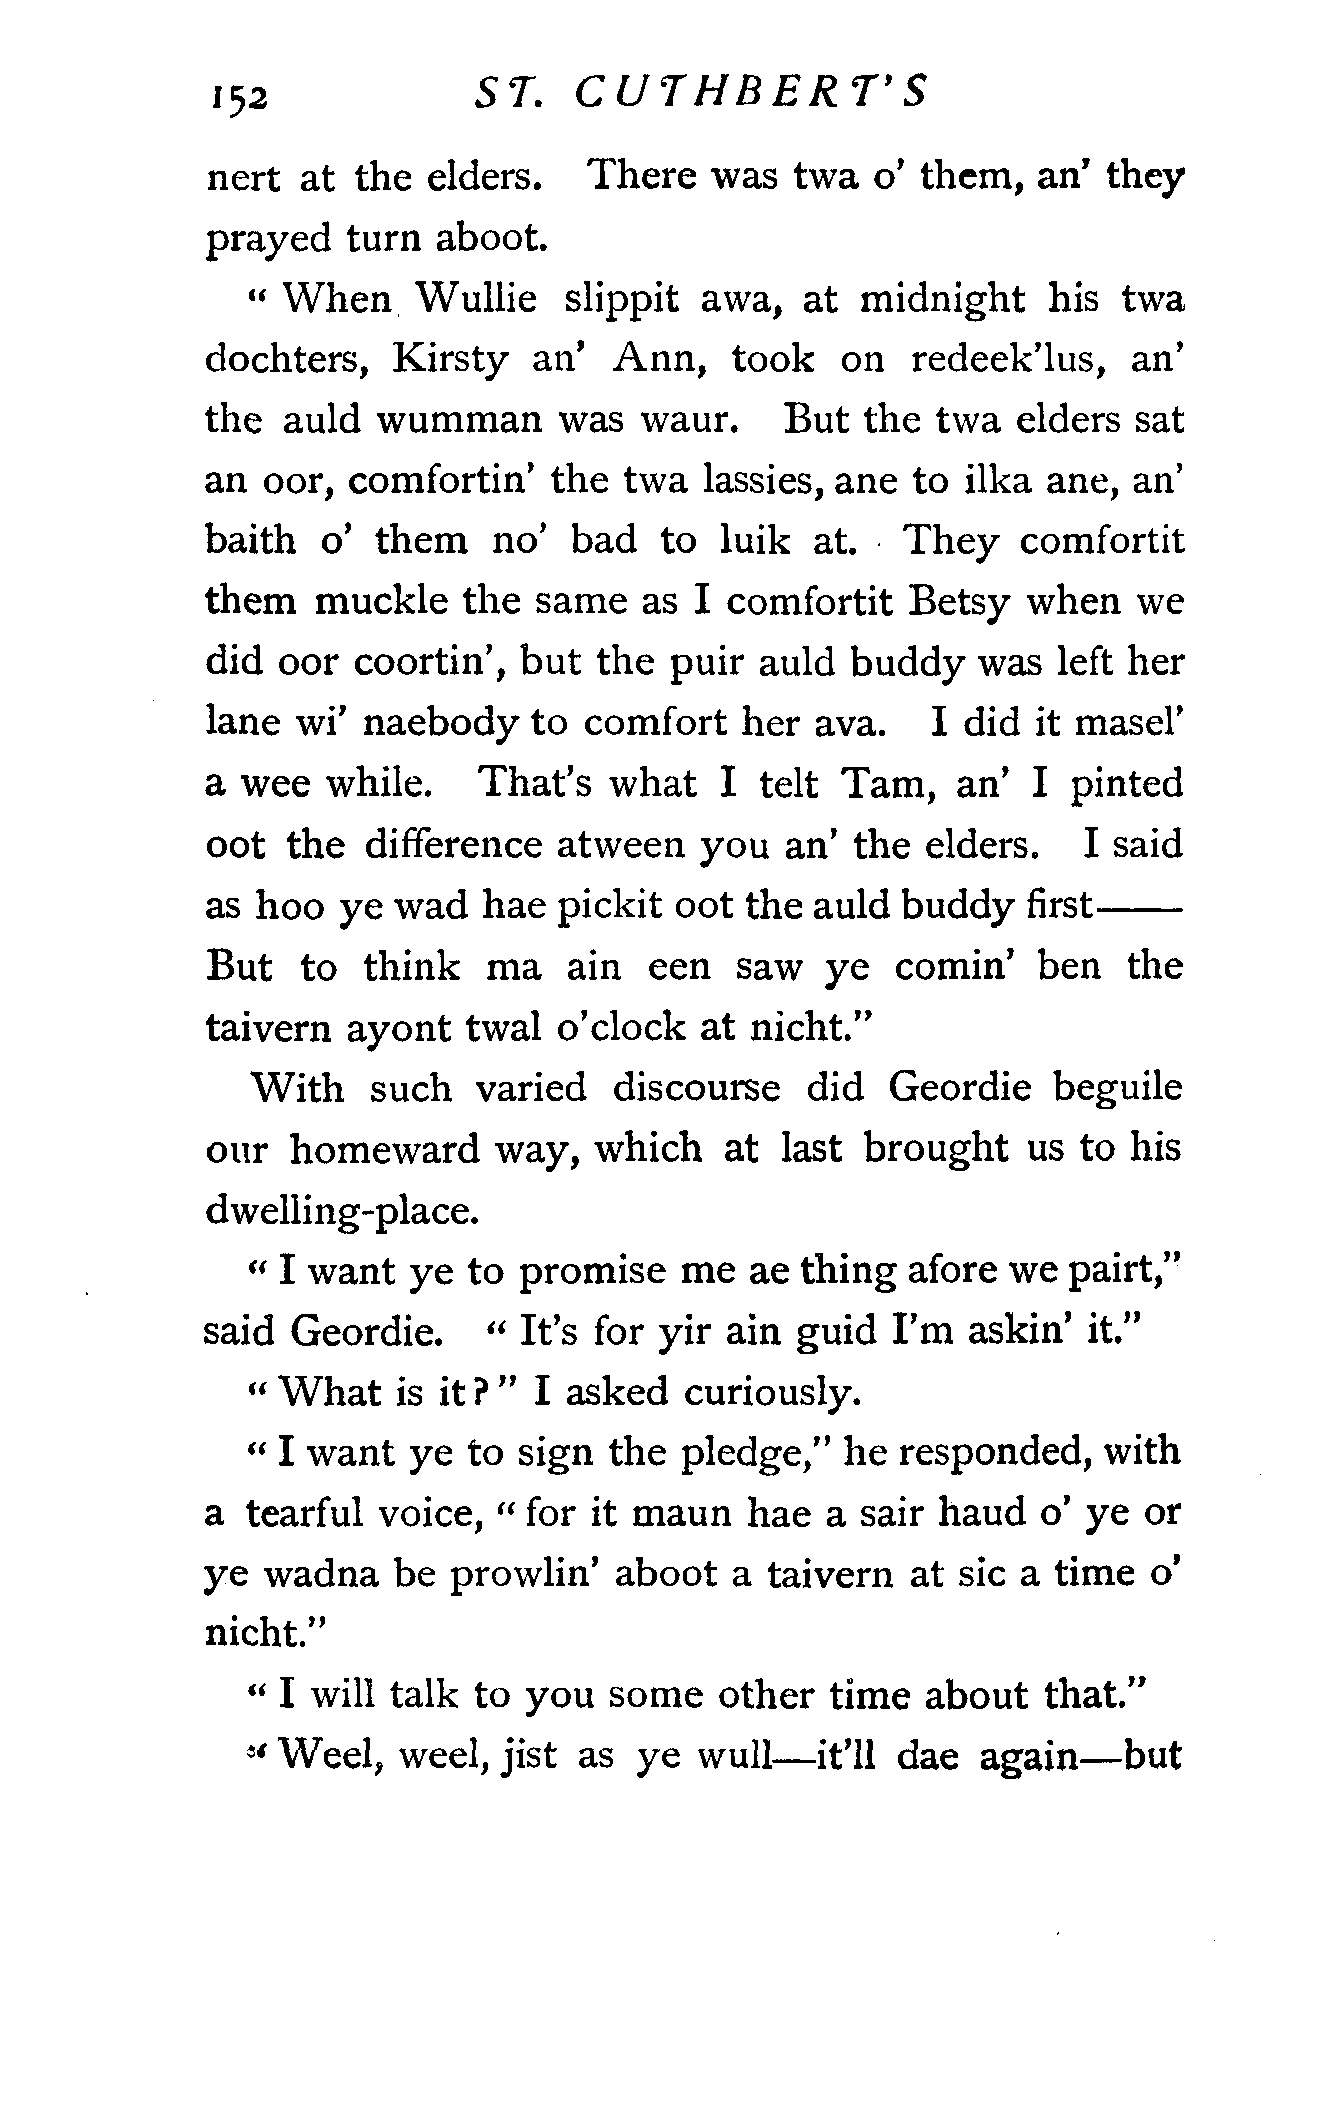 152 ST. CUTHBERT'S
nert at the elders. There was twa o' them, an' they
prayed turn aboot.
" When Wullie slippit awa, at midnight his twa
dochters, Kirsty an' Ann, took on redeek'lus, an'
the auld wumman was waur. But the twa elders sat
an oor, comfortin' the twa lassies, ane to ilka ane, an'
baith o' them no' bad to luik at. They comfortit
them muckle the same as I comfortit Betsy when we
did oor coortin', but the puir auld buddy was left her
lane wi' naebody to comfort her ava. I did it masel'
a wee while. That's what I telt Tam, an' I pinted
oot the difference atween you an' the elders. I said
as hoo ye wad hae pickit oot the auld buddy first——
But to think ma ain een saw ye comin' ben the
taivern ayont twal o'clock at nicht."
With such varied discourse did Geordie beguile
our homeward way, which at last brought us to his
dwelling-place.
" I want ye to promise me ae thing afore we pairt,"
said Geordie. " It's for yir ain guid I'm askin' it."
" What is it ? " I asked curiously.
" I want ye to sign the pledge," he responded, with
a tearful voice, " for it maun hae a sair haud o' ye or
ye wadna be prowlin' aboot a taivern at sic a time o'
nicht."
" I will talk to you some other time about that."
" Weel, weel, jist as ye wull—it'll dae again—but